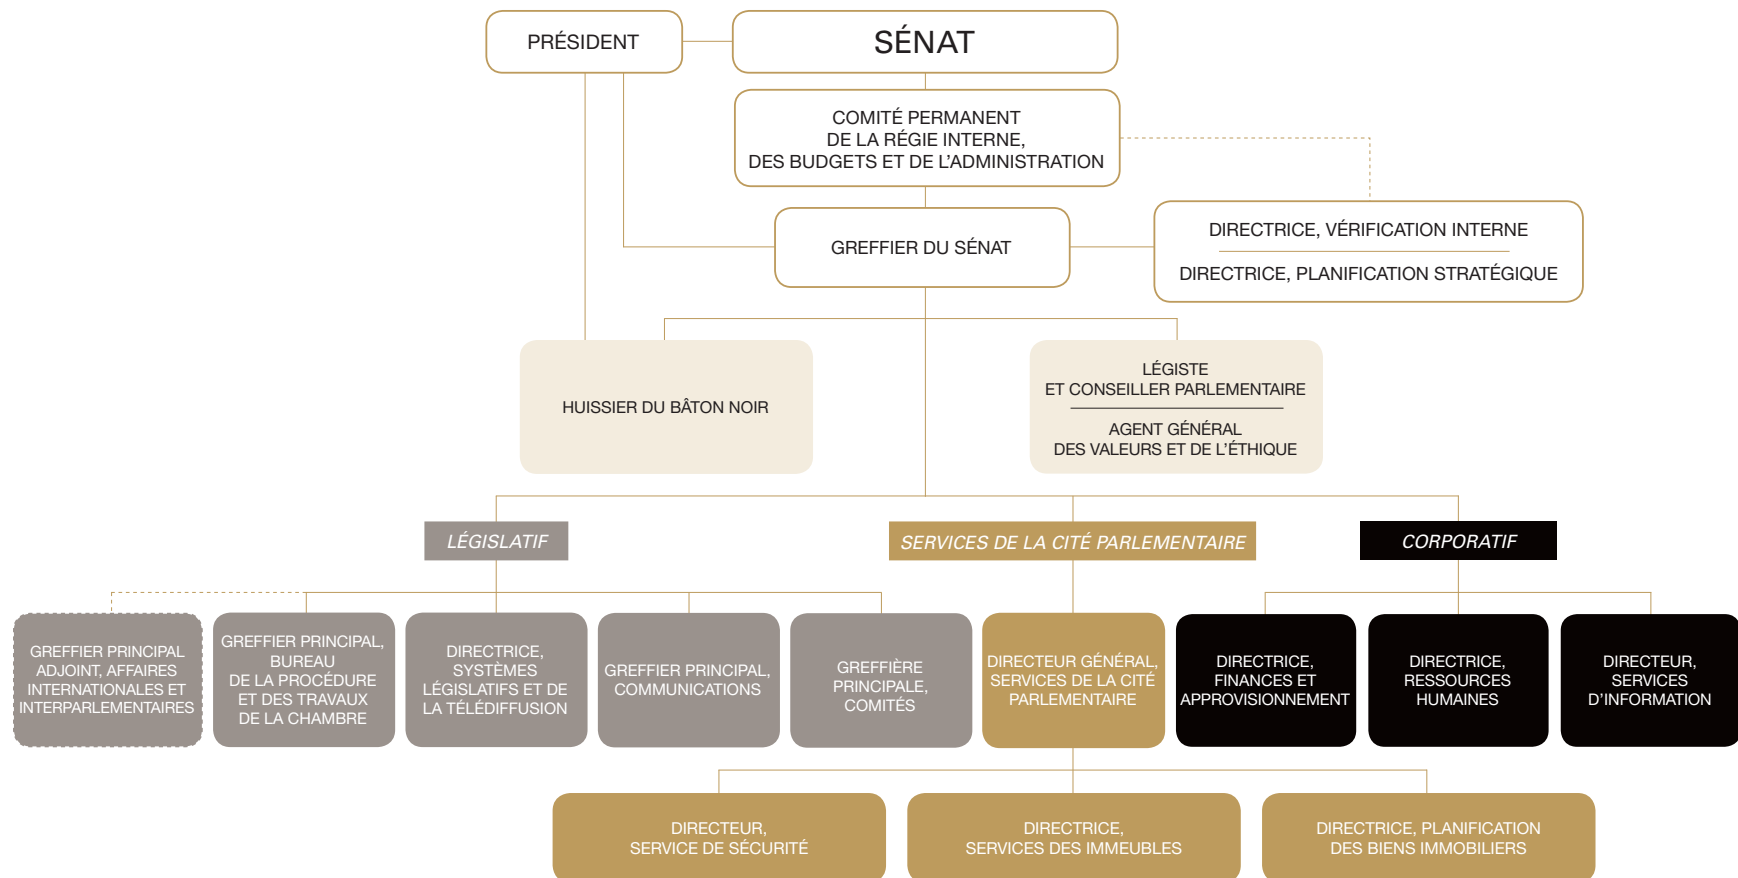 PRÉSIDENT
SÉNAT
COMITÉ PERMANENT
DE LA RÉGIE INTERNE,
DES BUDGETS ET DE L'ADMINISTRATION
GREFFIER DU SÉNAT
DIRECTRICE, VÉRIFICATION INTERNE
DIRECTRICE, PLANIFICATION STRATÉGIQUE
HUISSIER DU BÂTON NOIR
LÉGISTE
ET CONSEILLER PARLEMENTAIRE
AGENT GÉNÉRAL
DES VALEURS ET DE L'ÉTHIQUE
LÉGISLATIF
SERVICES DE LA CITÉ PARLEMENTAIRE
CORPORATIF
GREFFIER PRINCIPAL
ADJOINT, AFFAIRES
INTERNATIONALES ET
INTERPARLEMENTAIRES
GREFFIER PRINCIPAL,
BUREAU
DE LA PROCÉDURE
ET DES TRAVAUX
DE LA CHAMBRE
DIRECTRICE,
SYSTÈMES
LÉGISLATIFS ET DE
LA TÉLÉDIFFUSION
GREFFIER PRINCIPAL,
COMMUNICATIONS
GREFFIÈRE
PRINCIPALE,
COMITÉS
DIRECTEUR GÉNÉRAL,
SERVICES DE LA CITÉ
PARLEMENTAIRE
DIRECTRICE,
FINANCES ET
APPROVISIONNEMENT
DIRECTRICE,
RESSOURCES
HUMAINES
DIRECTEUR,
SERVICES
D'INFORMATION
DIRECTEUR,
SERVICE DE SÉCURITÉ
DIRECTRICE,
SERVICES DES IMMEUBLES
DIRECTRICE, PLANIFICATION
DES BIENS IMMOBILIERS